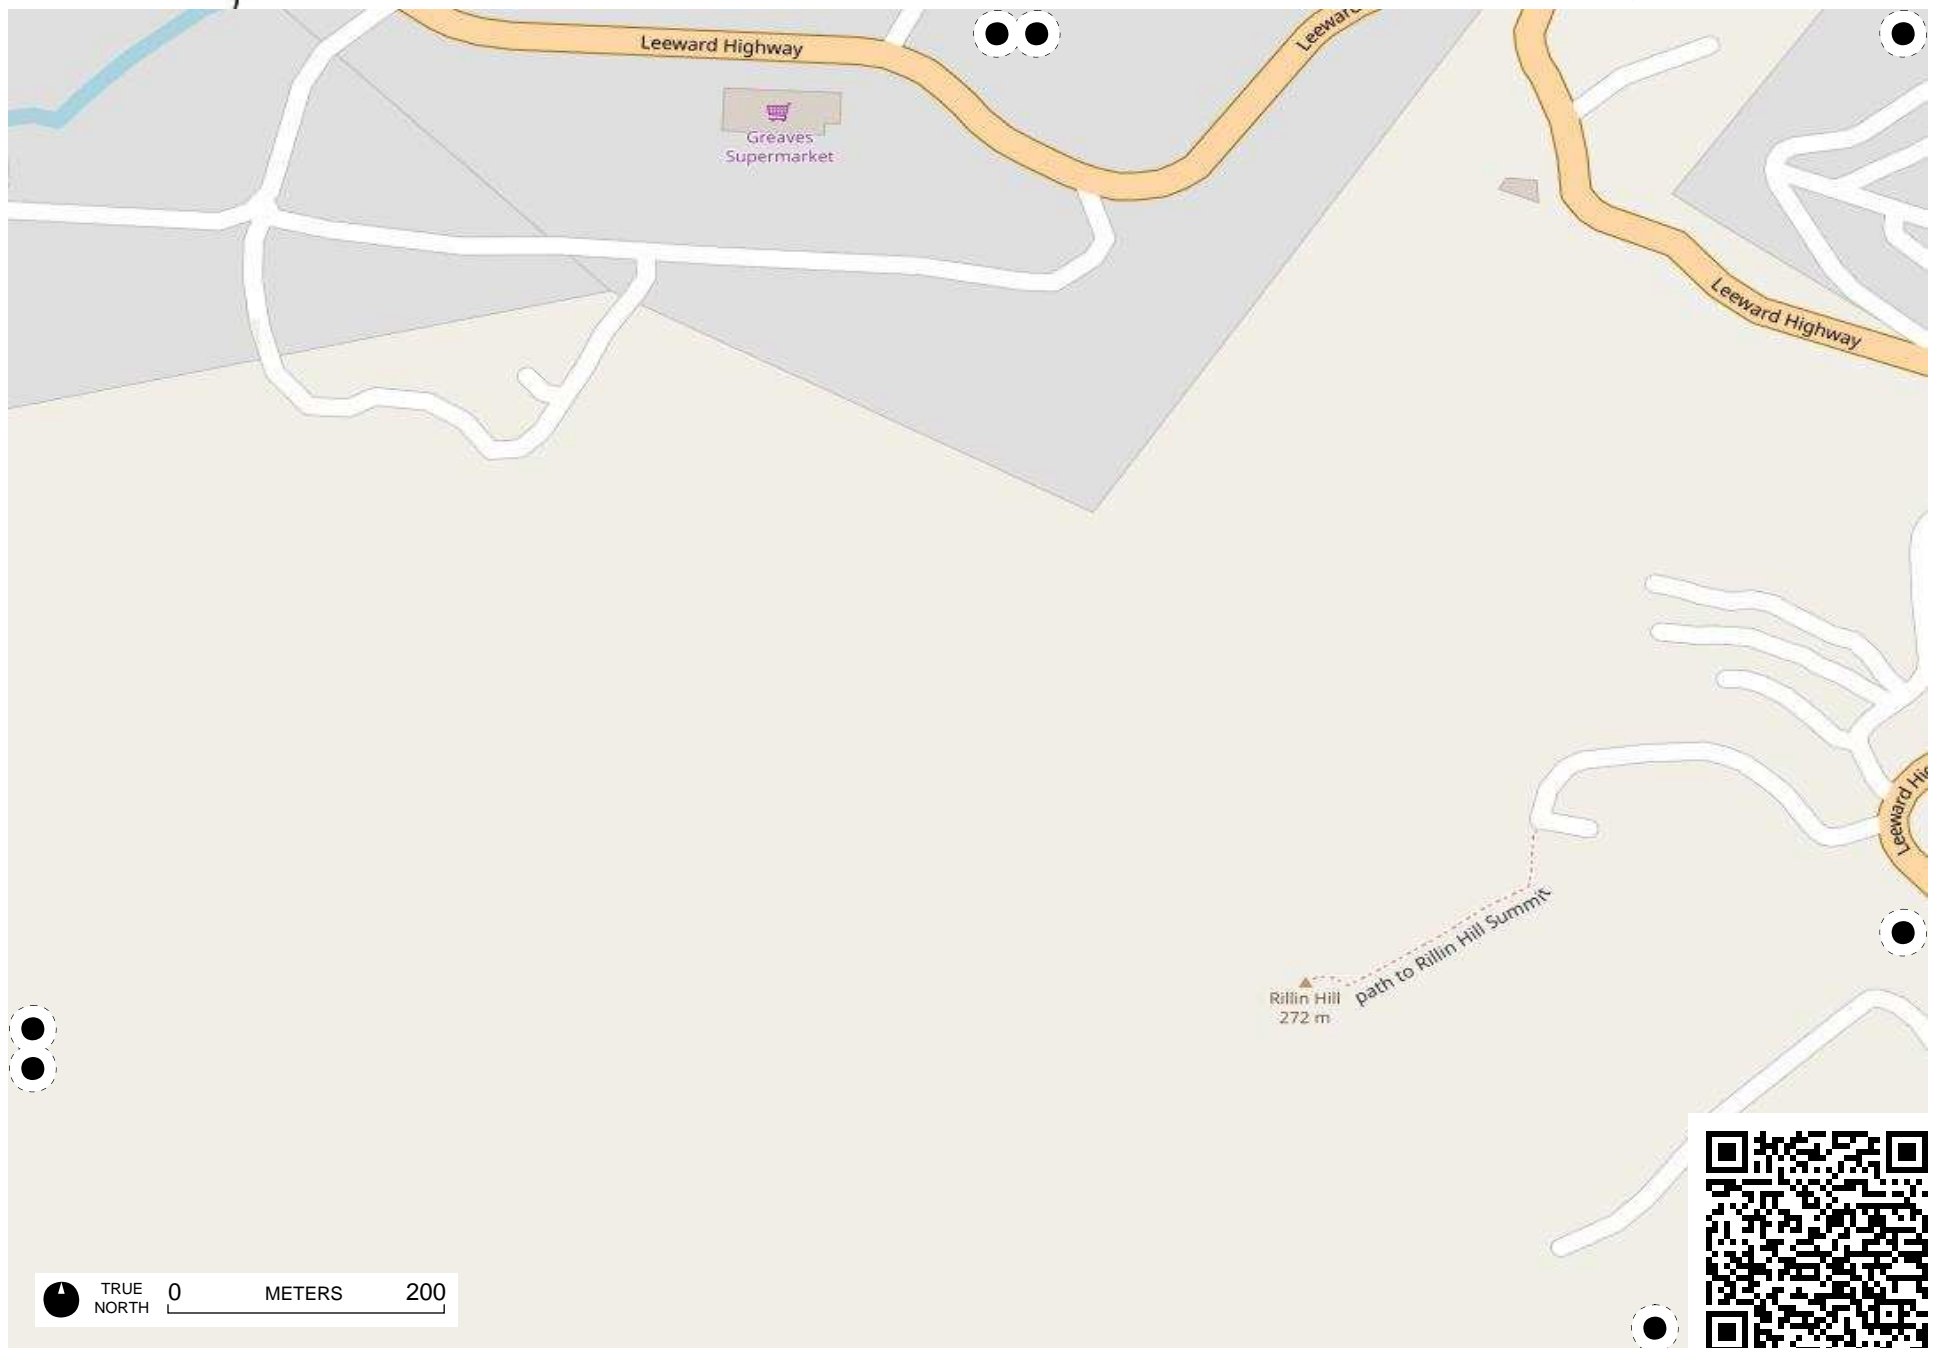 Leeward Highway
Leeward
Greaves
Supermarket
Leeward Highway
Leeward Hig
path to Rillin Hill Summit
Rillin Hill
272 m
TRUE
NORTH
0 METERS 200